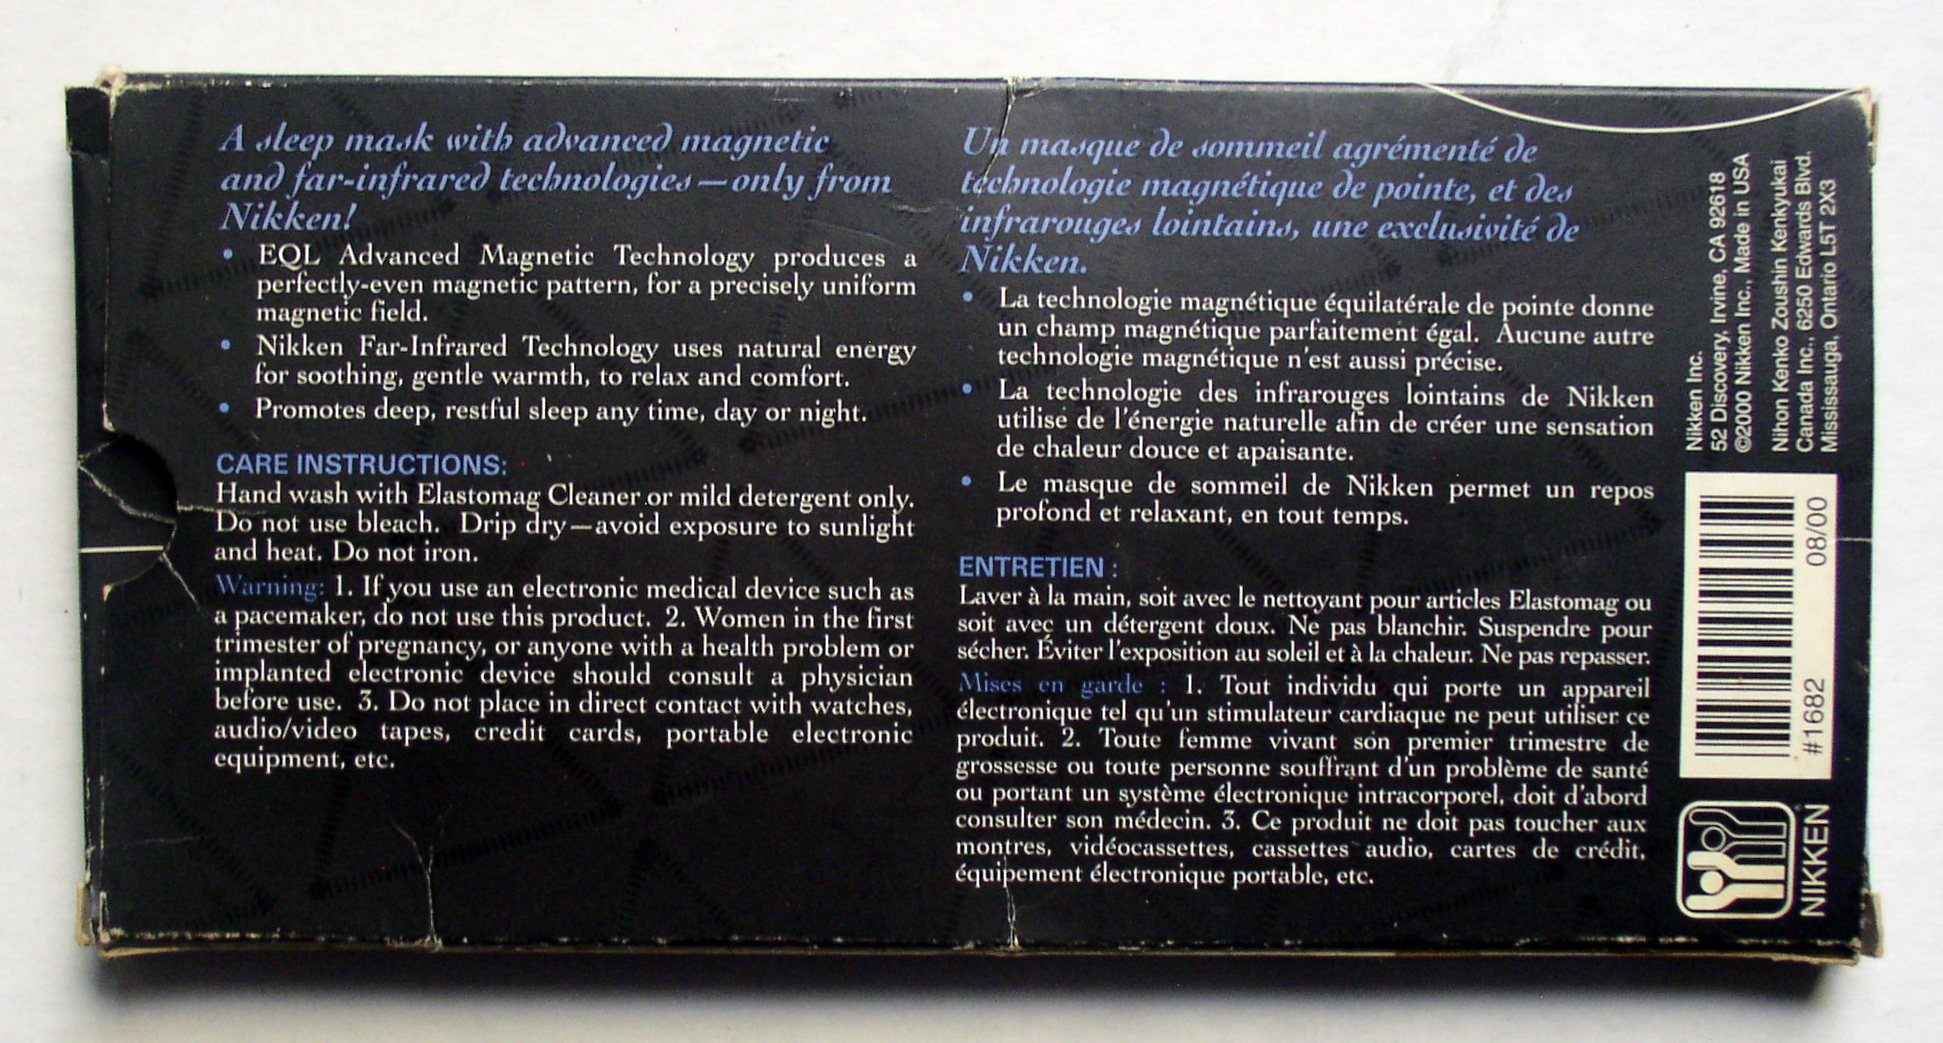 A sleep mask with advanced magnetic
and far-infrared technologies—only from
Nikken!
• EQL Advanced Magnetic Technology produces a
perfectly-even magnetic pattern, for a precisely uniform
magnetic field.
• Nikken Far-Infrared Technology uses natural energy
for soothing, gentle warmth, to relax and comfort.
• Promotes deep, restful sleep any time, day or night.
CARE INSTRUCTIONS:
Hand wash with Elastomag Cleaner or mild detergent only.
Do not use bleach. Drip dry—avoid exposure to sunlight
and heat. Do not iron.
Warning: 1. If you use an electronic medical device such as
a pacemaker, do not use this product. 2. Women in the first
trimester of pregnancy, or anyone with a health problem or
implanted electronic device should consult a physician
before use. 3. Do not place in direct contact with watches,
audio/video tapes, credit cards, portable electronic
equipment, etc.
Un masque de sommeil agrémenté de
technologie magnétique de pointe, et des
infrarouges lointains, une exclusivité de
Nikken.
• La technologie magnétique équilatérale de pointe donne
un champ magnétique parfaitement égal. Aucune autre
technologie magnétique n'est aussi précise.
• La technologie des infrarouges lointains de Nikken
utilise de l'énergie naturelle afin de créer une sensation
de chaleur douce et apaisante.
• Le masque de sommeil de Nikken permet un repos
profond et relaxant, en tout temps.
ENTRETIEN :
Laver à la main, soit avec le nettoyant pour articles Elastomag ou
soit avec un détergent doux. Ne pas blanchir. Suspendre pour
sécher. Éviter l'exposition au soleil et à la chaleur. Ne pas repasser.
Mises en garde : 1. Tout individu qui porte un appareil
électronique tel qu'un stimulateur cardiaque ne peut utiliser ce
produit. 2. Toute femme vivant son premier trimestre de
grossesse ou toute personne souffrant d'un problème de santé
ou portant un système électronique intracorporel, doit d'abord
consulter son médecin. 3. Ce produit ne doit pas toucher aux
montres, vidéocassettes, cassettes audio, cartes de crédit,
équipement électronique portable, etc.
Nikken Inc.
52 Discovery, Irvine, CA 92618
©2000 Nikken Inc., Made in USA
Nihon Kenko Zoushin Kenkyukai
Canada Inc., 6250 Edwards Blvd.
Mississauga, Ontario L5T 2X3
#1682 08/00
NIKKEN